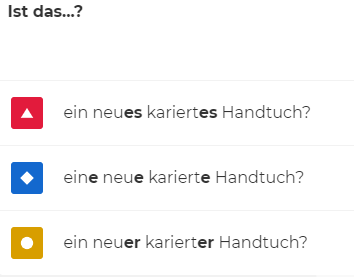 Ist das...?
ein neues kariertes Handtuch?
eine neue karierte Handtuch?
ein neuer karierter Handtuch?